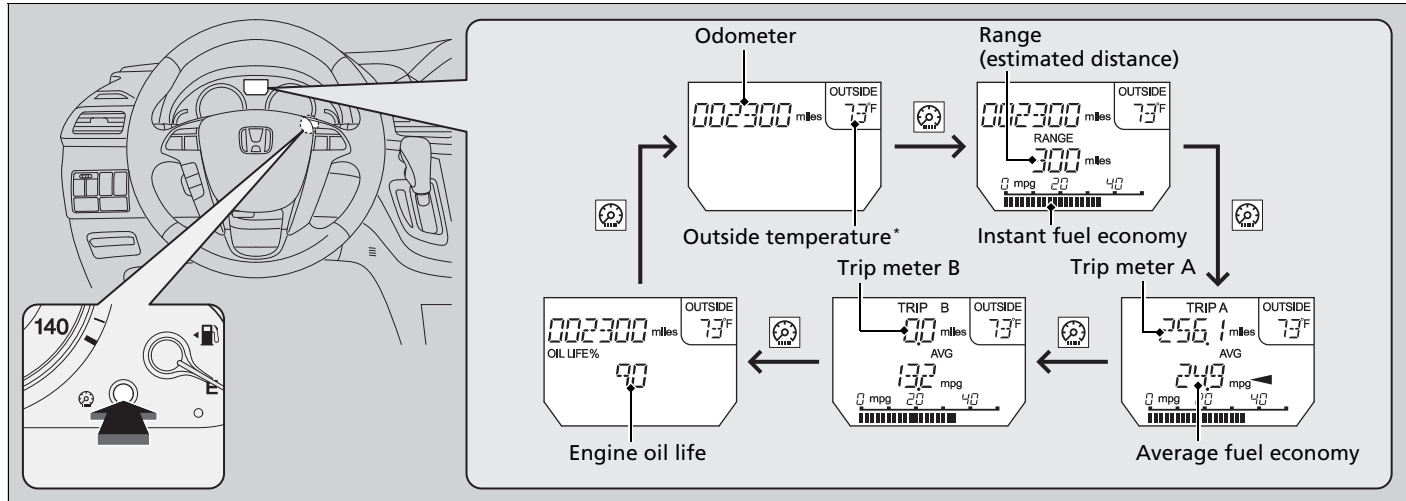 Odometer
Range
(estimated distance)
OUTSIDE
002300 miles
73°F
OUTSIDE
002300 miles
73°F
RANGE
300 miles
0 mpg 20 40
Outside temperature*
Instant fuel economy
Trip meter B
Trip meter A
OUTSIDE
002300 miles
73°F
OIL LIFE%
90
TRIP B
OUTSIDE
0.0 miles
73°F
AVG
13.2 mpg
0 mpg 20 40
TRIP A
OUTSIDE
256.1 miles
73°F
AVG
24.9 mpg
0 mpg 20 40
Engine oil life
Average fuel economy
140
E